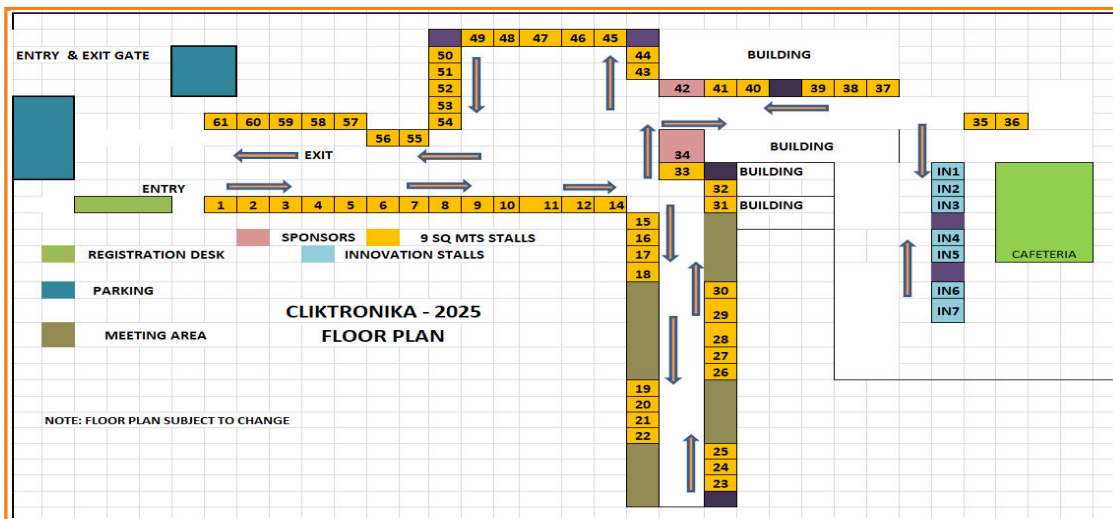 49 48 47 46 45
ENTRY & EXIT GATE
50
44
BUILDING
51
43
52
42 41 40 39 38 37
53
61 60 59 58 57
54
35 36
56 55
EXIT
34
BUILDING
33
BUILDING
IN1
ENTRY
32
IN2
1 2 3 4 5 6 7 8 9 10 11 12 14
31
BUILDING
IN3
15
SPONSORS
9 SQ MTS STALLS
16
IN4
REGISTRATION DESK
INNOVATION STALLS
17
IN5
CAFETERIA
18
PARKING
30
IN6
CLIKTRONIKA - 2025
29
IN7
MEETING AREA
FLOOR PLAN
28
27
26
19
20
NOTE: FLOOR PLAN SUBJECT TO CHANGE
21
22
25
24
23